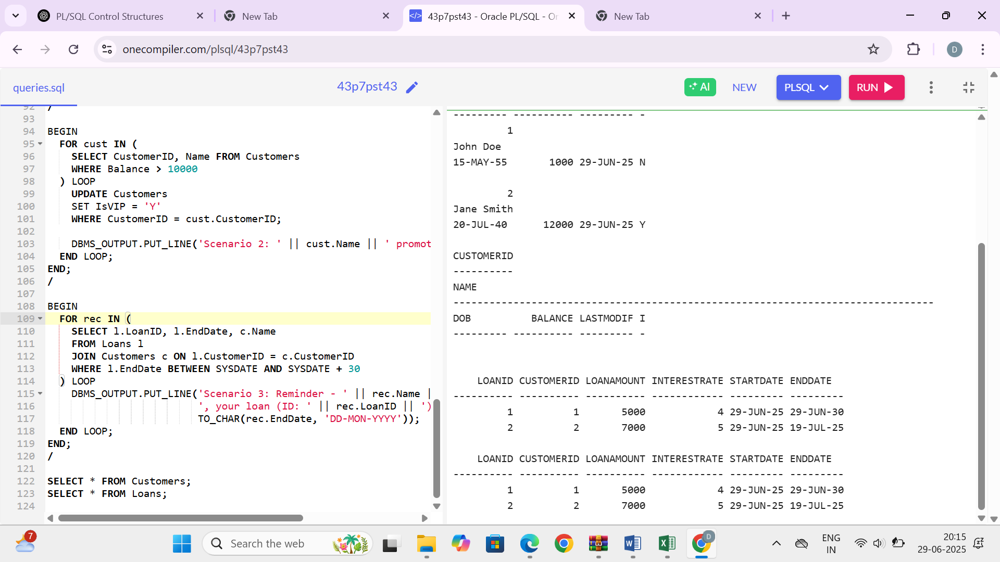 PL/SQL Control Structures
New Tab
43p7pst43 - Oracle PL/SQL - Or
New Tab
onecompiler.com/plsql/43p7pst43
D
queries.sql
43p7pst43
AI
NEW
PLSQL
RUN
92 /
93
94 BEGIN
95 FOR cust IN (
96 SELECT CustomerID, Name FROM Customers
97 WHERE Balance > 10000
98 ) LOOP
99 UPDATE Customers
100 SET IsVIP = 'Y'
101 WHERE CustomerID = cust.CustomerID;
102
103 DBMS_OUTPUT.PUT_LINE('Scenario 2: ' || cust.Name || ' promot
104 END LOOP;
105 END;
106 /
107
108 BEGIN
109 FOR rec IN (
110 SELECT l.LoanID, l.EndDate, c.Name
111 FROM Loans l
112 JOIN Customers c ON l.CustomerID = c.CustomerID
113 WHERE l.EndDate BETWEEN SYSDATE AND SYSDATE + 30
114 ) LOOP
115 DBMS_OUTPUT.PUT_LINE('Scenario 3: Reminder - ' || rec.Name |
116 ', your loan (ID: ' || rec.LoanID || ')
117 TO_CHAR(rec.EndDate, 'DD-MON-YYYY'));
118 END LOOP;
119 END;
120 /
121
122 SELECT * FROM Customers;
123 SELECT * FROM Loans;
124
--------- ---------- --------- -
1
John Doe
15-MAY-55 1000 29-JUN-25 N
2
Jane Smith
20-JUL-40 12000 29-JUN-25 Y
CUSTOMERID
----------
NAME
--------------------------------------------------------------------------------
DOB BALANCE LASTMODIF I
--------- ---------- --------- -
LOANID CUSTOMERID LOANAMOUNT INTERESTRATE STARTDATE ENDDATE
---------- ---------- ---------- ------------ --------- ---------
1 1 5000 4 29-JUN-25 29-JUN-30
2 2 7000 5 29-JUN-25 19-JUL-25
LOANID CUSTOMERID LOANAMOUNT INTERESTRATE STARTDATE ENDDATE
---------- ---------- ---------- ------------ --------- ---------
1 1 5000 4 29-JUN-25 29-JUN-30
2 2 7000 5 29-JUN-25 19-JUL-25
7
Search the web
D
ENG
IN
20:15
29-06-2025